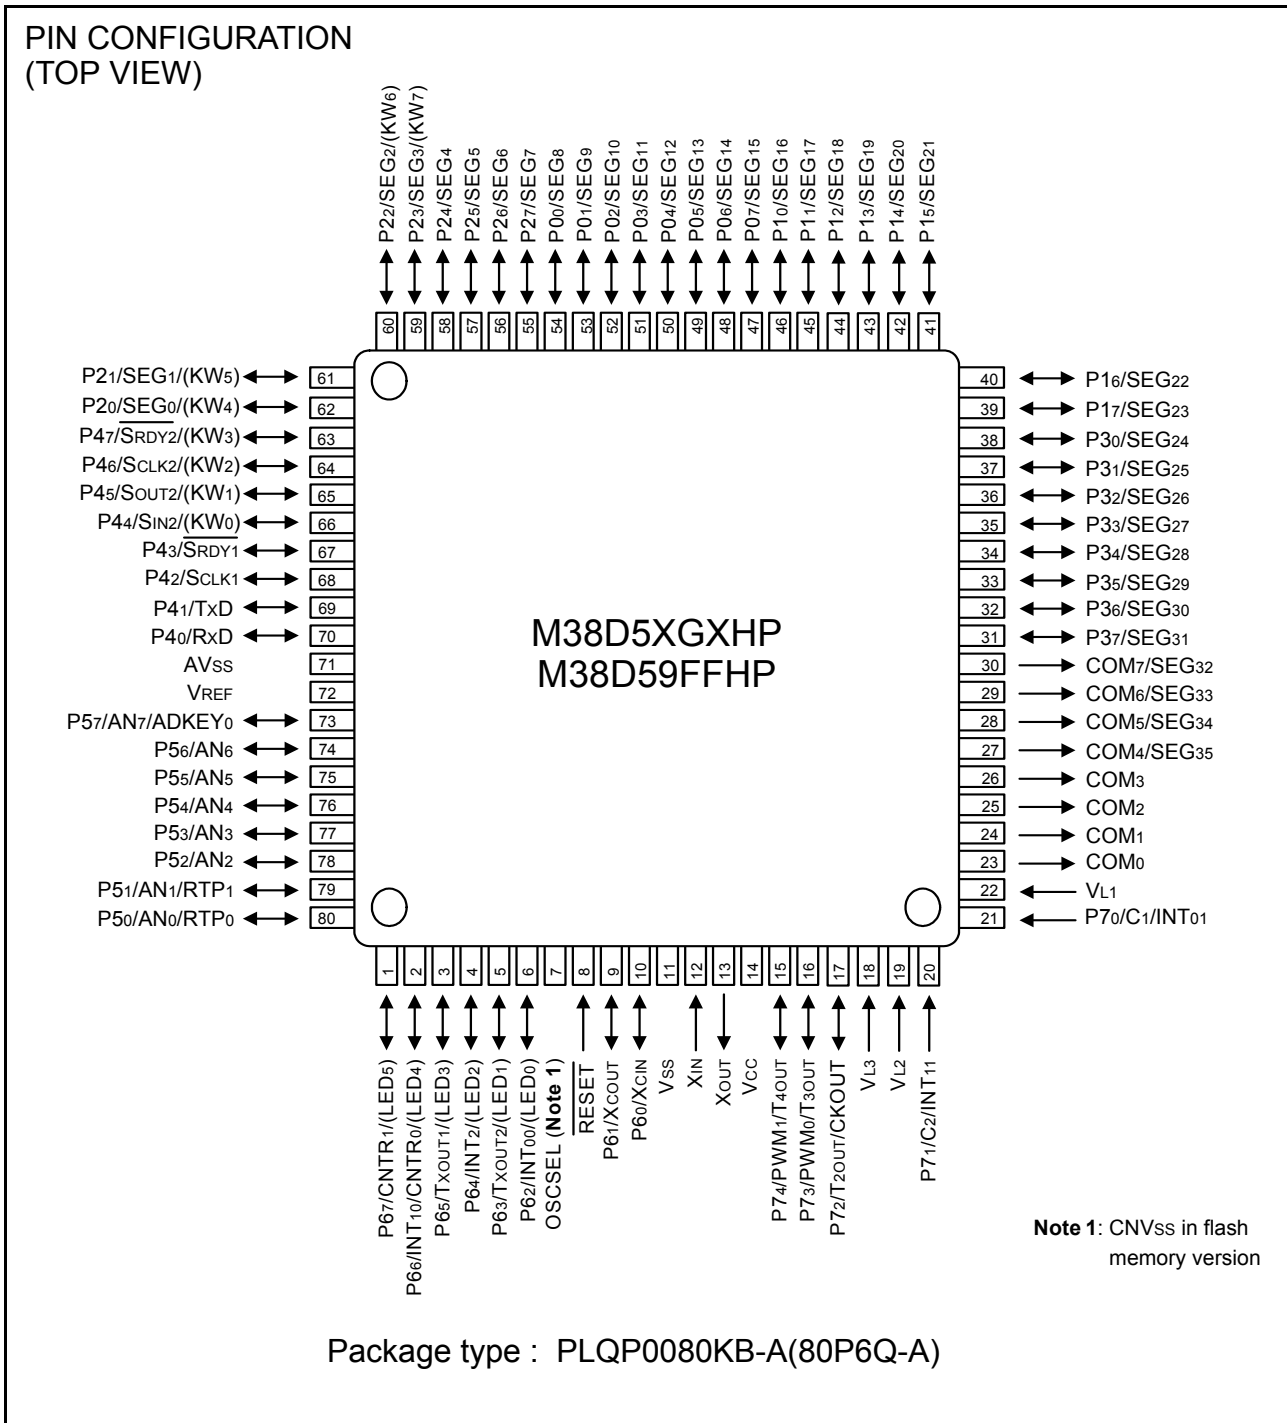 PIN CONFIGURATION
(TOP VIEW)
P22/SEG2/(KW6)
P23/SEG3/(KW7)
P24/SEG4
P25/SEG5
P26/SEG6
P27/SEG7
P00/SEG8
P01/SEG9
P02/SEG10
P03/SEG11
P04/SEG12
P05/SEG13
P06/SEG14
P07/SEG15
P10/SEG16
P11/SEG17
P12/SEG18
P13/SEG19
P14/SEG20
P15/SEG21
60 59 58 57 56 55 54 53 52 51 50 49 48 47 46 45 44 43 42 41
P21/SEG1/(KW5) 61
P20/SEG0/(KW4) 62
P47/SRDY2/(KW3) 63
P46/SCLK2/(KW2) 64
P45/SOUT2/(KW1) 65
P44/SIN2/(KW0) 66
P43/SRDY1 67
P42/SCLK1 68
P41/TxD 69
P40/RxD 70
AVSS 71
VREF 72
P57/AN7/ADKEY0 73
P56/AN6 74
P55/AN5 75
P54/AN4 76
P53/AN3 77
P52/AN2 78
P51/AN1/RTP1 79
P50/AN0/RTP0 80
M38D5XGXHP
M38D59FFHP
40 P16/SEG22
39 P17/SEG23
38 P30/SEG24
37 P31/SEG25
36 P32/SEG26
35 P33/SEG27
34 P34/SEG28
33 P35/SEG29
32 P36/SEG30
31 P37/SEG31
30 COM7/SEG32
29 COM6/SEG33
28 COM5/SEG34
27 COM4/SEG35
26 COM3
25 COM2
24 COM1
23 COM0
22 VL1
21 P70/C1/INT01
1 2 3 4 5 6 7 8 9 10 11 12 13 14 15 16 17 18 19 20
P67/CNTR1/(LED5)
P66/INT10/CNTR0/(LED4)
P65/TXOUT1/(LED3)
P64/INT2/(LED2)
P63/TXOUT2/(LED1)
P62/INT00/(LED0)
OSCSEL (Note 1)
RESET
P61/XCOUT
P60/XCIN
VSS
XIN
XOUT
VCC
P74/PWM1/T4OUT
P73/PWM0/T3OUT
P72/T2OUT/CKOUT
VL3
VL2
P71/C2/INT11
Note 1: CNVSS in flash
memory version
Package type : PLQP0080KB-A(80P6Q-A)